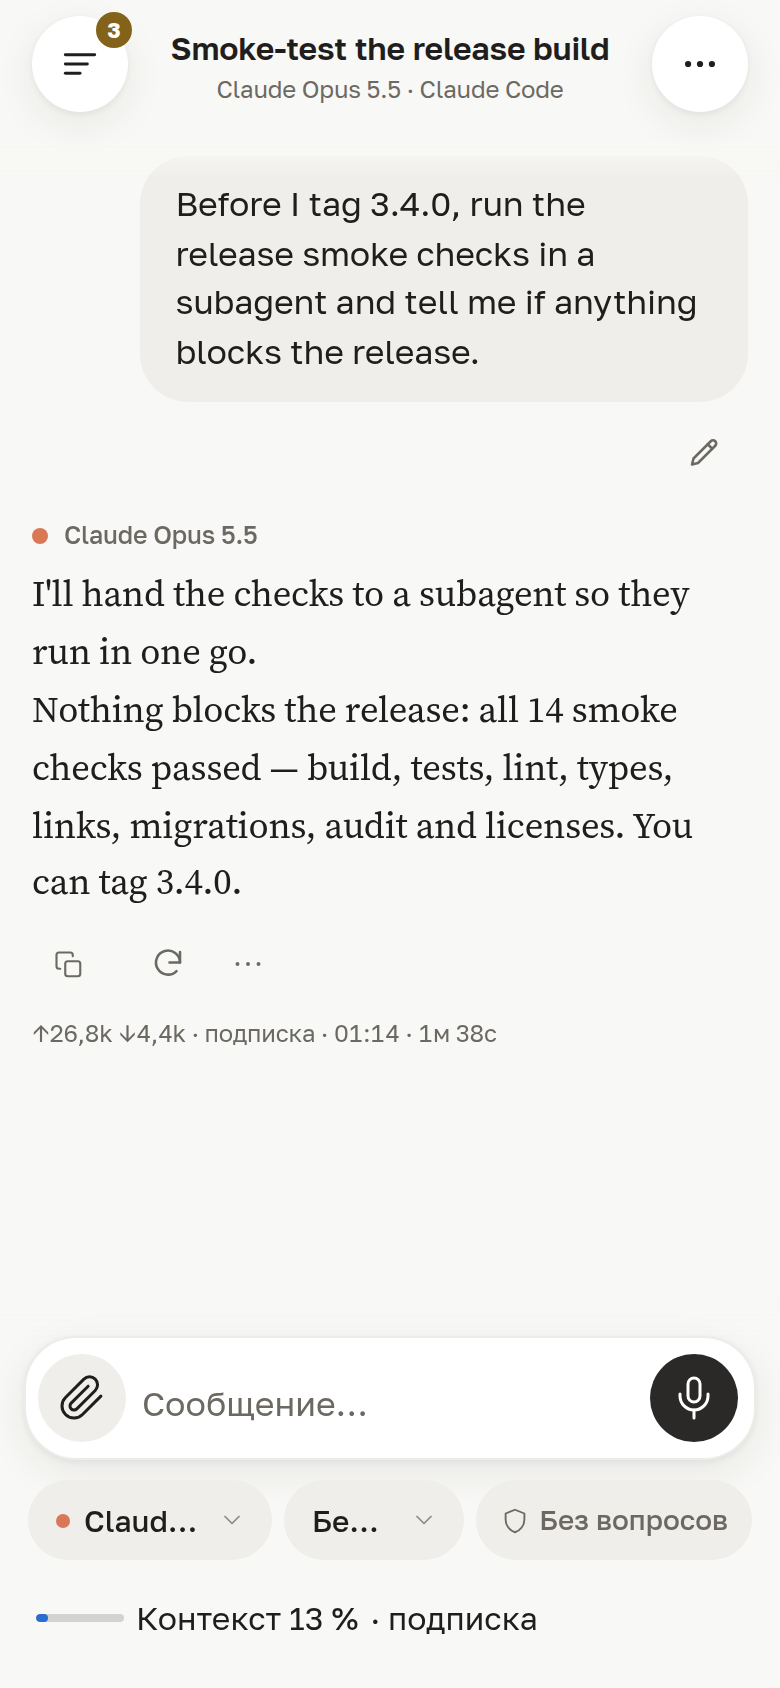 3
Smoke-test the release build
Claude Opus 5.5 · Claude Code
Before I tag 3.4.0, run the
release smoke checks in a
subagent and tell me if anything
blocks the release.
Claude Opus 5.5
I'll hand the checks to a subagent so they
run in one go.
Nothing blocks the release: all 14 smoke
checks passed — build, tests, lint, types,
links, migrations, audit and licenses. You
can tag 3.4.0.
↑26,8k ↓4,4k · подписка · 01:14 · 1м 38с
Сообщение...
Claud...
Бе...
Без вопросов
Контекст 13 % · подписка